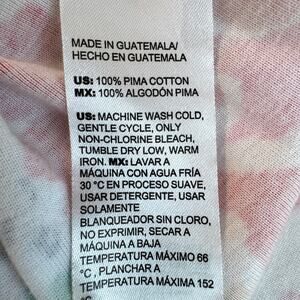 MADE IN GUATEMALA/
HECHO EN GUATEMALA
US: 100% PIMA COTTON
MX: 100% ALGODÓN PIMA
US: MACHINE WASH COLD,
GENTLE CYCLE, ONLY
NON-CHLORINE BLEACH,
TUMBLE DRY LOW, WARM
IRON. MX: LAVAR A
MÁQUINA CON AGUA FRÍA
30 °C EN PROCESO SUAVE,
USAR DETERGENTE, USAR
SOLAMENTE
BLANQUEADOR SIN CLORO,
NO EXPRIMIR, SECAR A
MÁQUINA A BAJA
TEMPERATURA MÁXIMO 66
°C , PLANCHAR A
TEMPERATURA MÁXIMA 152
°C